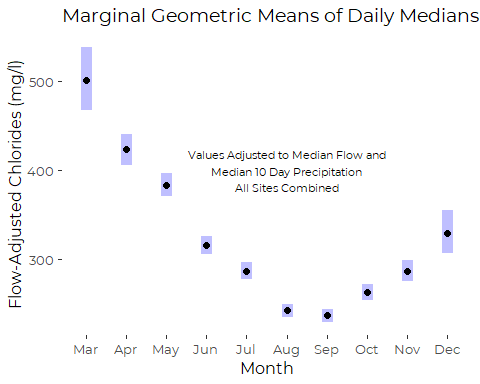 Marginal Geometric Means of Daily Medians
Flow-Adjusted Chlorides (mg/l)
500
400
300
Values Adjusted to Median Flow and
Median 10 Day Precipitation
All Sites Combined
Mar Apr May Jun Jul Aug Sep Oct Nov Dec
Month